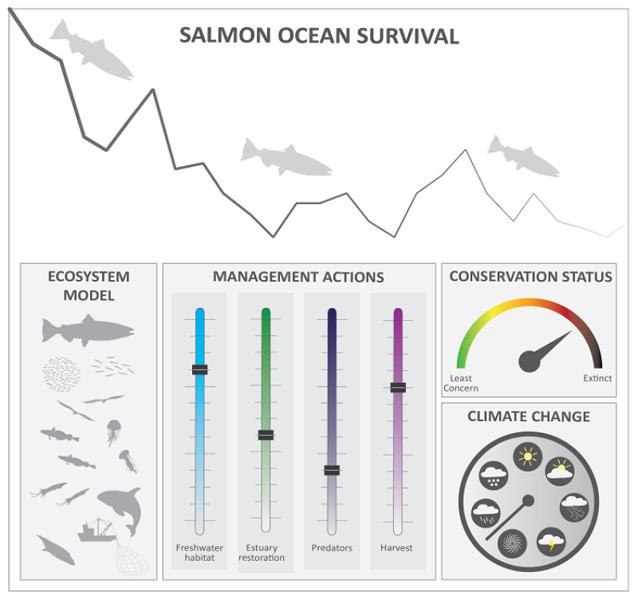 SALMON OCEAN SURVIVAL
ECOSYSTEM
MODEL
MANAGEMENT ACTIONS
Freshwater
habitat
Estuary
restoration
Predators
Harvest
CONSERVATION STATUS
Least
Concern
Extinct
CLIMATE CHANGE